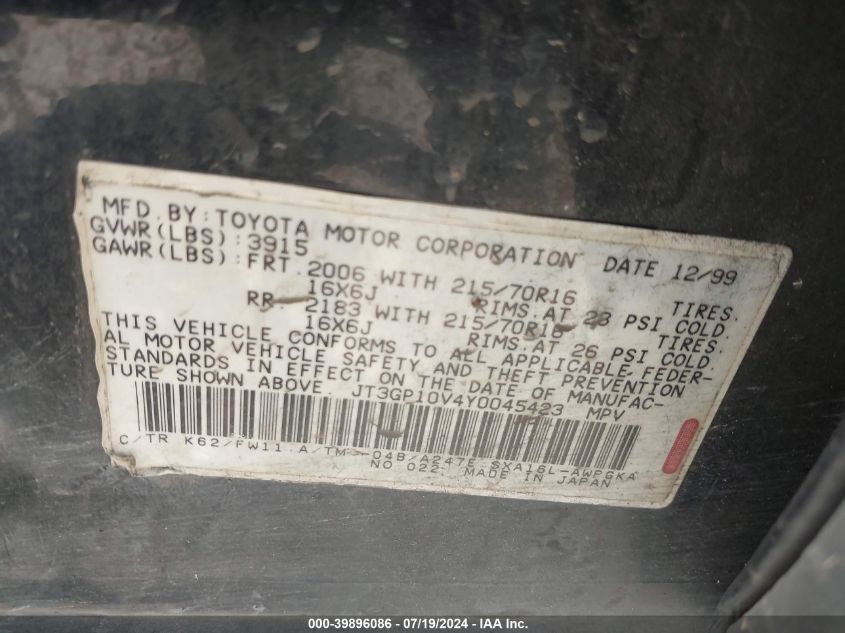 MFD. BY: TOYOTA MOTOR CORPORATION DATE 12/99
GVWR(LBS): 3915
GAWR(LBS): FRT. 2006 WITH 215/70R16 TIRES.
16X6J RIMS.AT 23 PSI COLD.
RR. 2183 WITH 215/70R16 TIRES.
16X6J RIMS.AT 26 PSI COLD.
THIS VEHICLE CONFORMS TO ALL APPLICABLE FEDER-
AL MOTOR VEHICLE SAFETY AND THEFT PREVENTION
STANDARDS IN EFFECT ON THE DATE OF MANUFAC-
TURE SHOWN ABOVE. JT3GP10V4Y0045423 MPV
C/TR K62/FW11 A/TM -04B/A247E SXA16L-AWPGKA
NO 022 MADE IN JAPAN
000-39896086 - 07/19/2024 - IAA Inc.